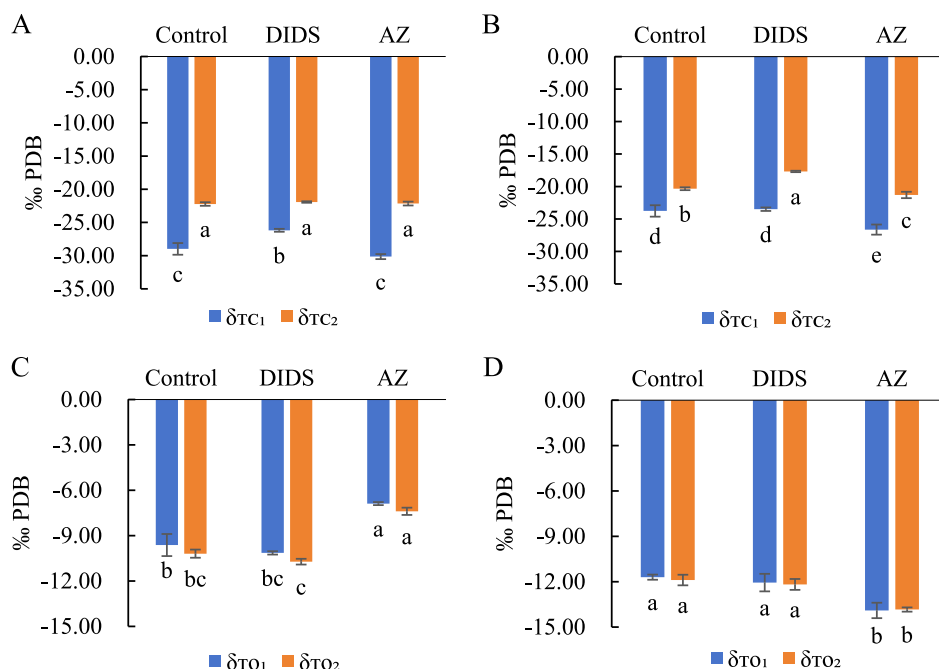 A
Control DIDS AZ
0.00
-5.00
-10.00
-15.00
-20.00
-25.00
-30.00
-35.00
‰ PDB
c a b a c a
δTC₁ δTC₂
B
Control DIDS AZ
0.00
-5.00
-10.00
-15.00
-20.00
-25.00
-30.00
-35.00
‰ PDB
d b d a e c
δTC₁ δTC₂
C
Control DIDS AZ
0.00
-3.00
-6.00
-9.00
-12.00
-15.00
‰ PDB
b bc bc c a a
δTO₁ δTO₂
D
Control DIDS AZ
0.00
-3.00
-6.00
-9.00
-12.00
-15.00
‰ PDB
a a a a b b
δTO₁ δTO₂